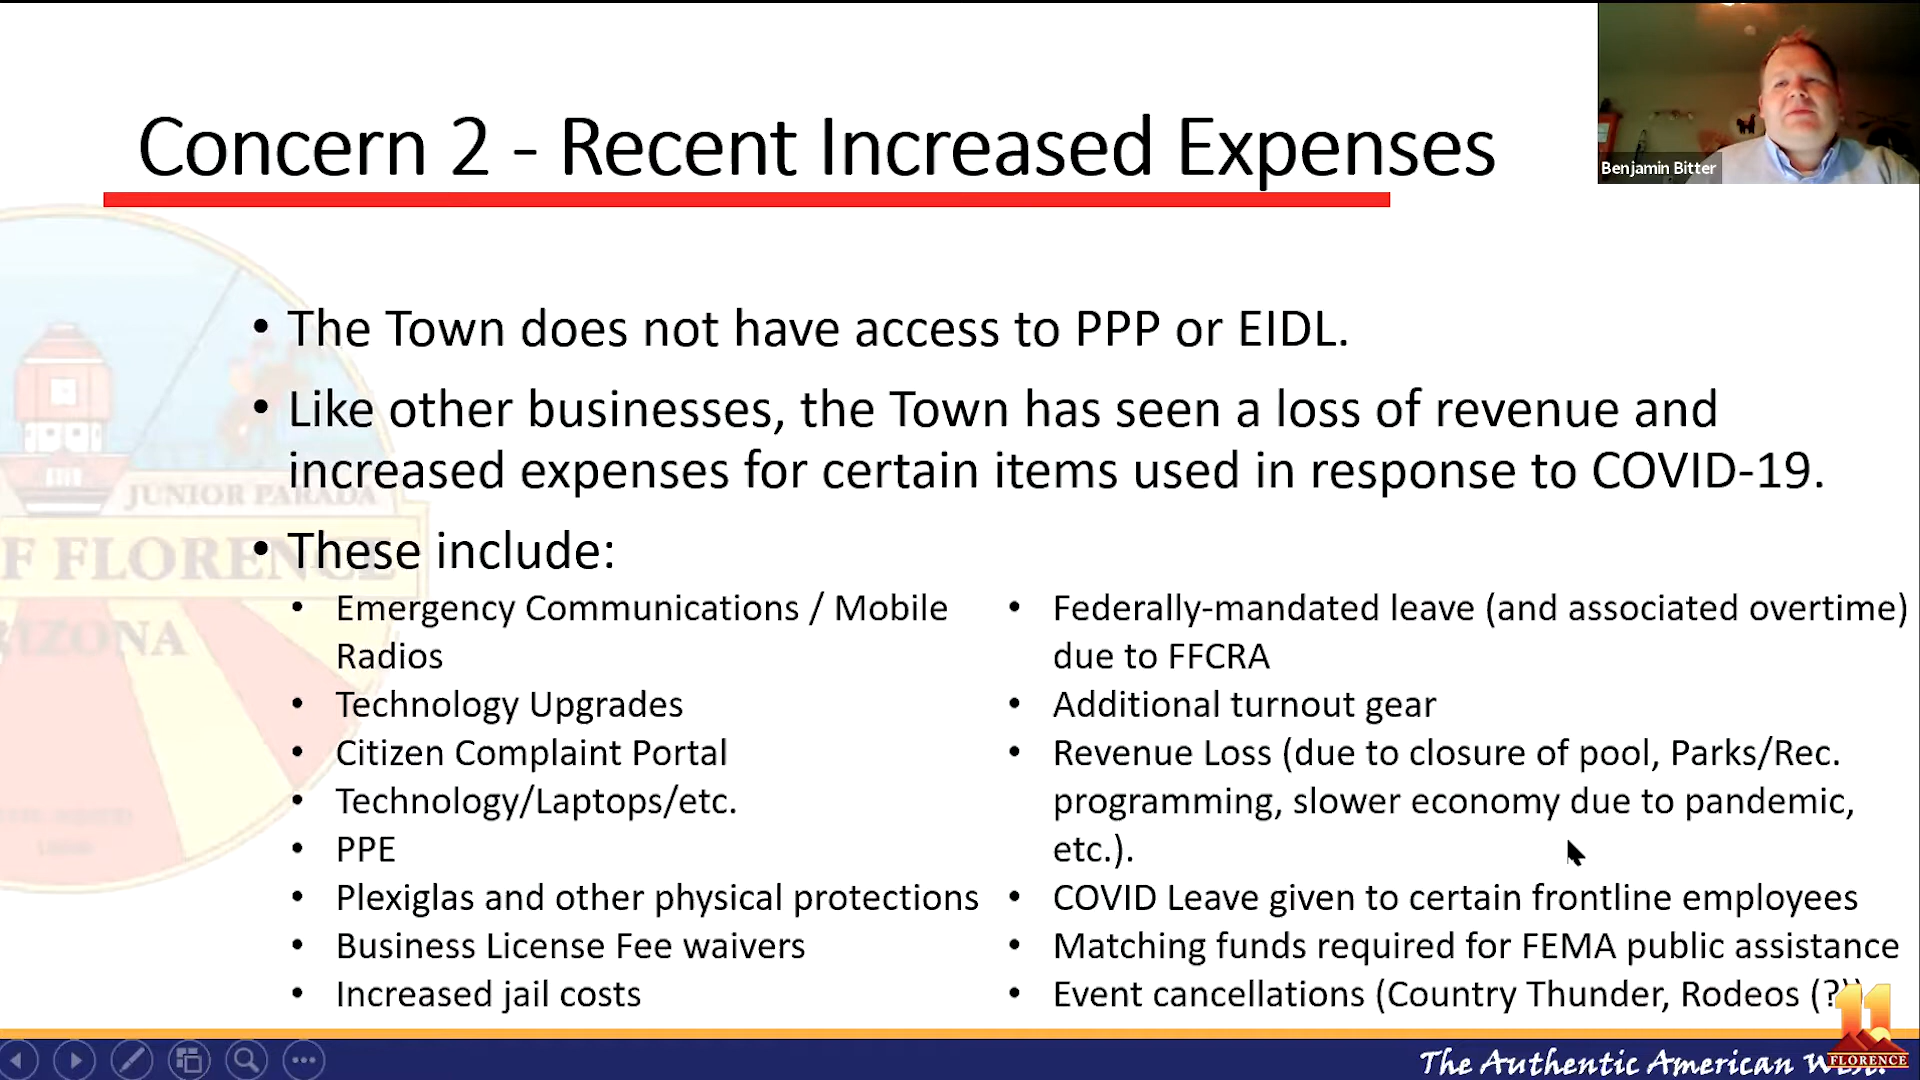 Concern 2 - Recent Increased Expenses
Benjamin Bitter
• The Town does not have access to PPP or EIDL.
• Like other businesses, the Town has seen a loss of revenue and
increased expenses for certain items used in response to COVID-19.
• These include:
• Emergency Communications / Mobile
Radios
• Technology Upgrades
• Citizen Complaint Portal
• Technology/Laptops/etc.
• PPE
• Plexiglas and other physical protections
• Business License Fee waivers
• Increased jail costs
• Federally-mandated leave (and associated overtime)
due to FFCRA
• Additional turnout gear
• Revenue Loss (due to closure of pool, Parks/Rec.
programming, slower economy due to pandemic,
etc.).
• COVID Leave given to certain frontline employees
• Matching funds required for FEMA public assistance
• Event cancellations (Country Thunder, Rodeos (?))
JUNIOR PARADA
F FLORENCE
RIZONA
The Authentic American West!
11
FLORENCE